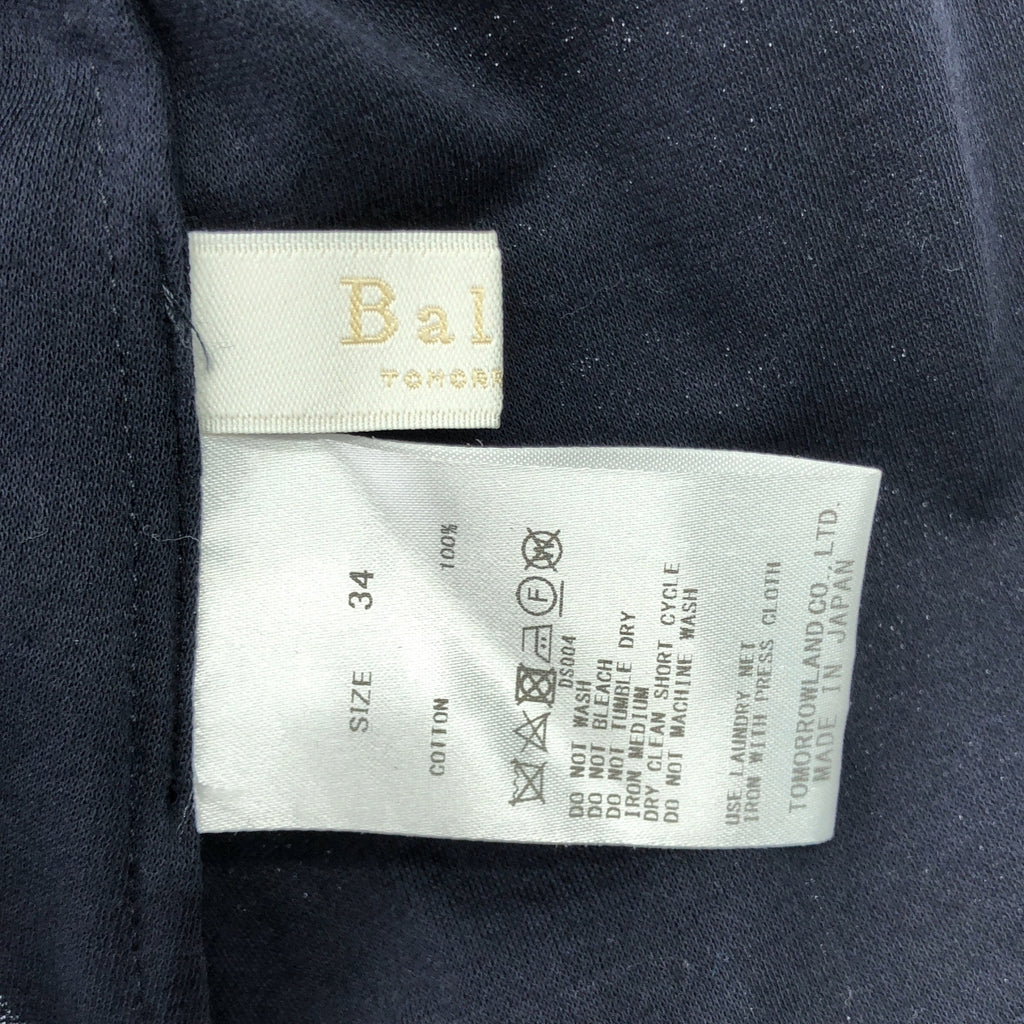 Bal
TOMORR
SIZE 34
COTTON 100%
W
F
DS004
DO NOT WASH
DO NOT BLEACH
DO NOT TUMBLE DRY
IRON MEDIUM
DRY CLEAN SHORT CYCLE
DO NOT MACHINE WASH
USE LAUNDRY NET
IRON WITH PRESS CLOTH
TOMORROWLAND CO., LTD.
MADE IN JAPAN